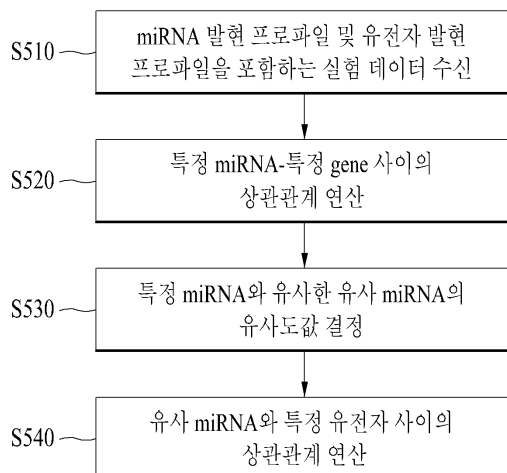 S510
miRNA 발현 프로파일 및 유전자 발현
프로파일을 포함하는 실험 데이터 수신
S520
특정 miRNA-특정 gene 사이의
상관관계 연산
S530
특정 miRNA와 유사한 유사 miRNA의
유사도값 결정
S540
유사 miRNA와 특정 유전자 사이의
상관관계 연산